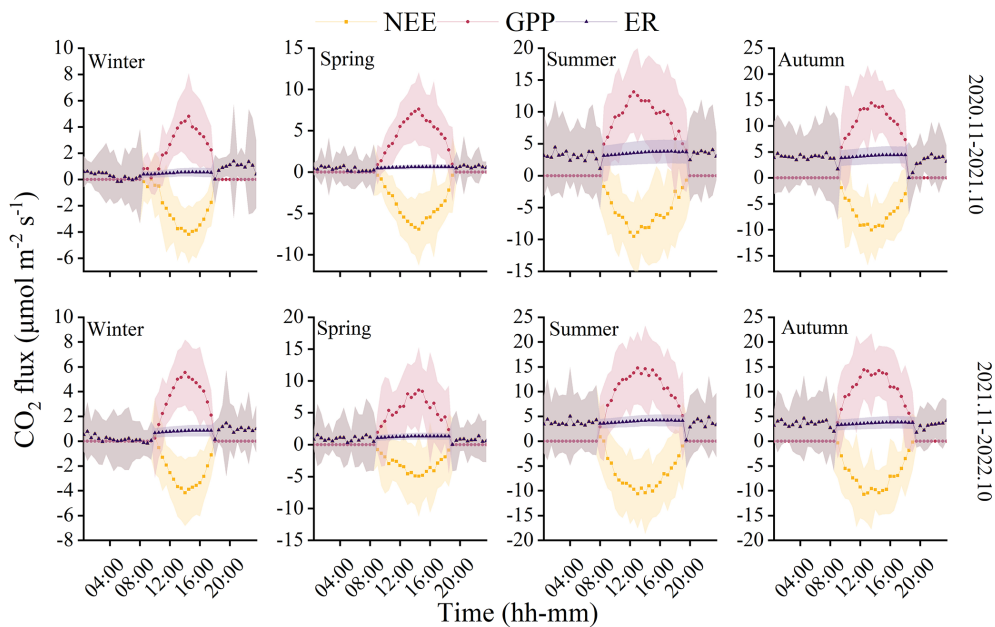 NEE GPP ER
Winter Spring Summer Autumn
10 15 20 25
8 20
6 10 15 15
4 10 10
2 5 5 5
0 0 0 0
-2 -5 -5 -5
-4 -10 -10
-6 -10 -15 -15
2020.111-2021.10
Winter Spring Summer Autumn
10 20 25 25
8 15 20 20
6 10 15 15
4 10 10
2 5 5 5
0 0 0 0
-2 -5 -5 -5
-4 -10 -10
-6 -10 -15 -15
-8 -15 -20 -20
2021.11-2022.10
04:00 08:00 12:00 16:00 20:00 04:00 08:00 12:00 16:00 20:00 04:00 08:00 12:00 16:00 20:00 04:00 08:00 12:00 16:00 20:00
CO₂ flux (μmol m⁻² s⁻¹)
Time (hh-mm)